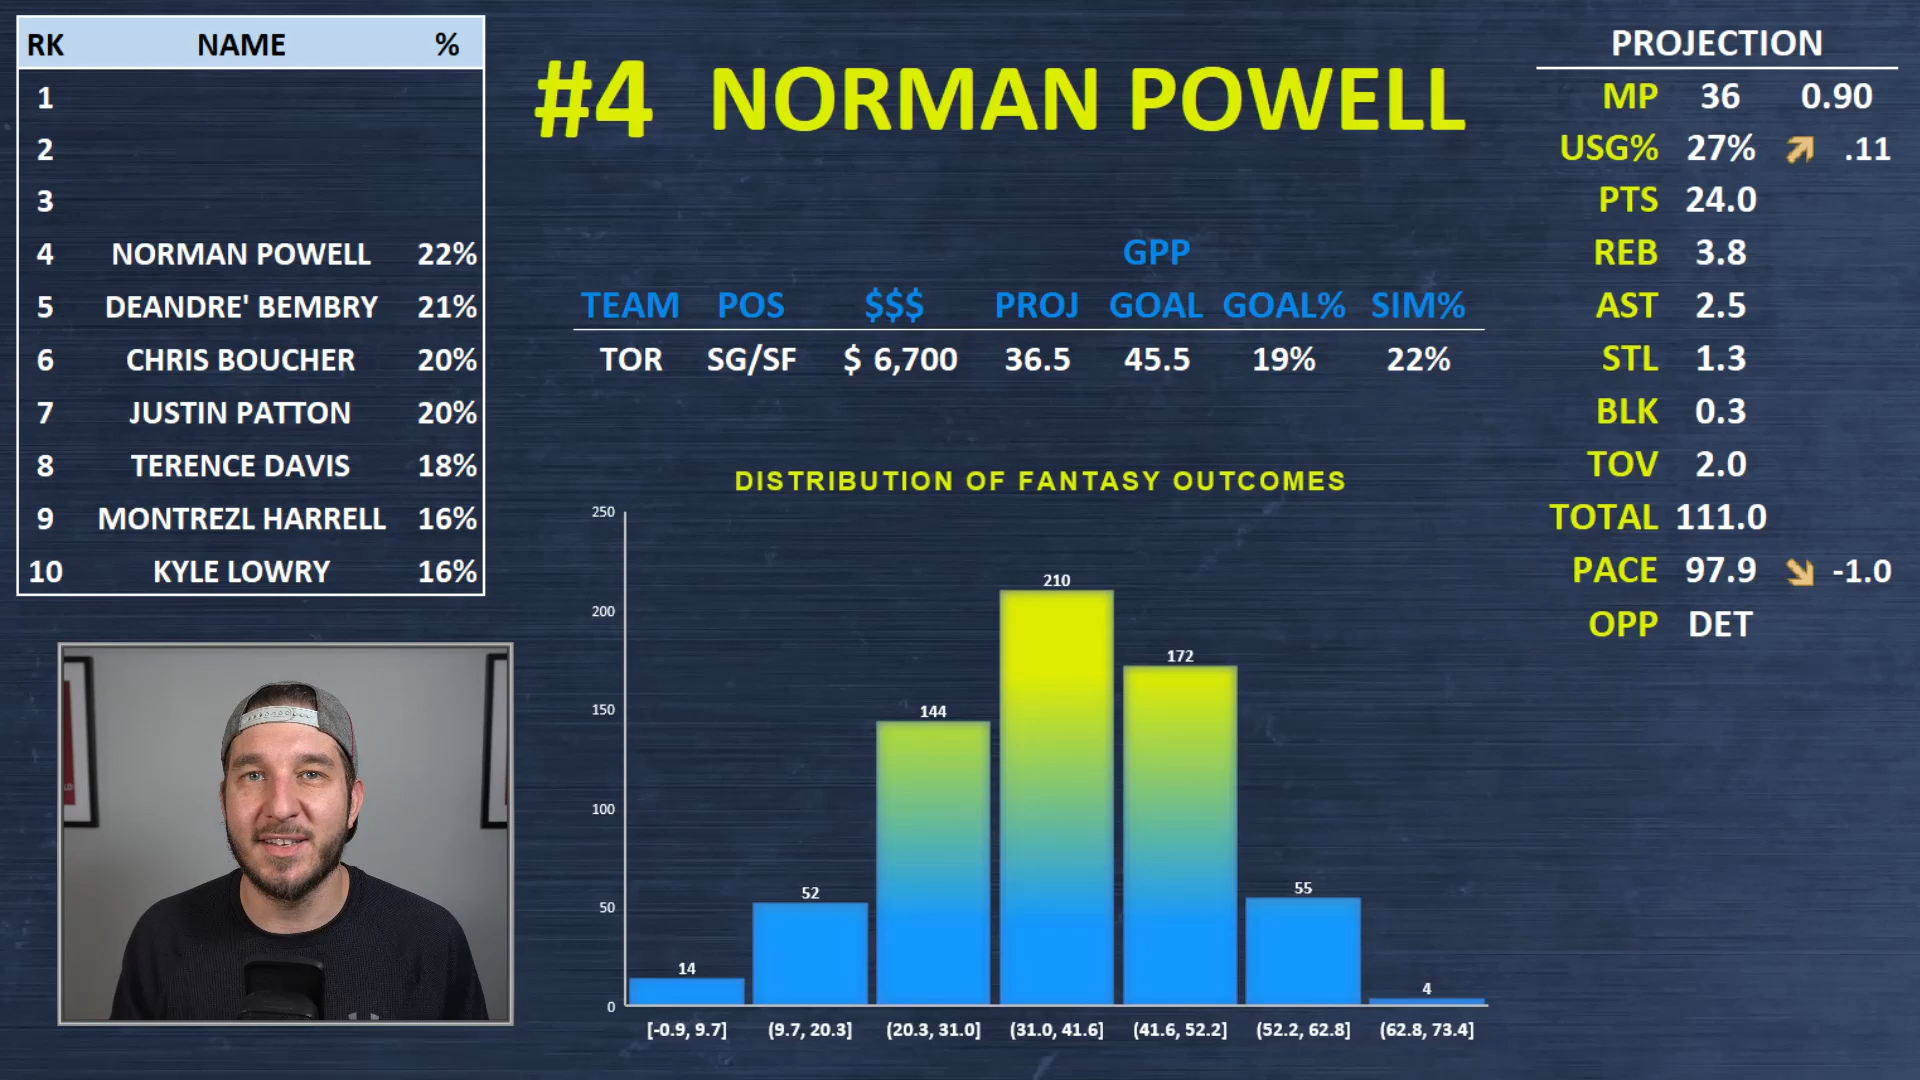 RK NAME %
1
2
3
4 NORMAN POWELL 22%
5 DEANDRE' BEMBRY 21%
6 CHRIS BOUCHER 20%
7 JUSTIN PATTON 20%
8 TERENCE DAVIS 18%
9 MONTREZL HARRELL 16%
10 KYLE LOWRY 16%
#4 NORMAN POWELL
GPP
TEAM POS $$$ PROJ GOAL GOAL% SIM%
TOR SG/SF $ 6,700 36.5 45.5 19% 22%
DISTRIBUTION OF FANTASY OUTCOMES
250
200
150
100
50
0
14
52
144
210
172
55
4
[-0.9, 9.7] (9.7, 20.3] (20.3, 31.0] (31.0, 41.6] (41.6, 52.2] (52.2, 62.8] (62.8, 73.4]
PROJECTION
MP 36 0.90
USG% 27% .11
PTS 24.0
REB 3.8
AST 2.5
STL 1.3
BLK 0.3
TOV 2.0
TOTAL 111.0
PACE 97.9 -1.0
OPP DET